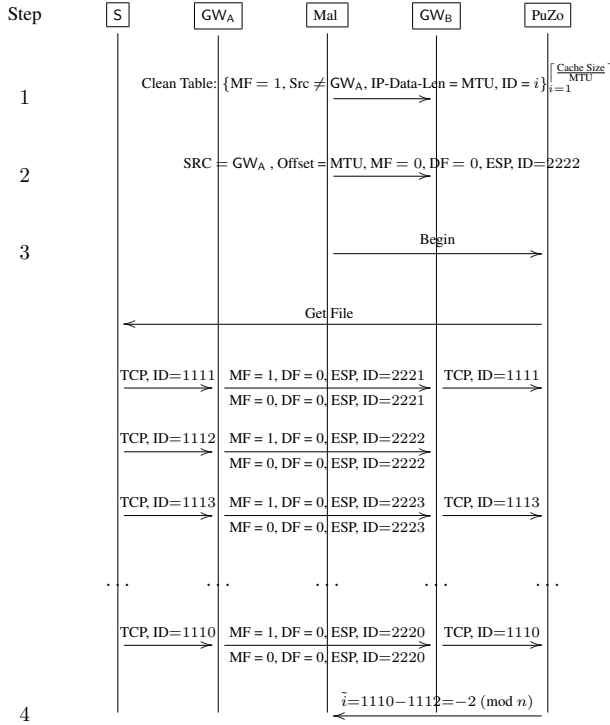 Step S GW_A Mal GW_B PuZo
1 Clean Table: {MF = 1, Src ≠ GW_A, IP-Data-Len = MTU, ID = i}_{i=1}^{⌈Cache Size/MTU⌉}
2 SRC = GW_A , Offset = MTU, MF = 0, DF = 0, ESP, ID=2222
3 Begin
Get File
TCP, ID=1111 MF = 1, DF = 0, ESP, ID=2221 TCP, ID=1111
MF = 0, DF = 0, ESP, ID=2221
TCP, ID=1112 MF = 1, DF = 0, ESP, ID=2222
MF = 0, DF = 0, ESP, ID=2222
TCP, ID=1113 MF = 1, DF = 0, ESP, ID=2223 TCP, ID=1113
MF = 0, DF = 0, ESP, ID=2223
... ... ... ... ...
TCP, ID=1110 MF = 1, DF = 0, ESP, ID=2220 TCP, ID=1110
MF = 0, DF = 0, ESP, ID=2220
4 ĩ=1110−1112=−2 (mod n)